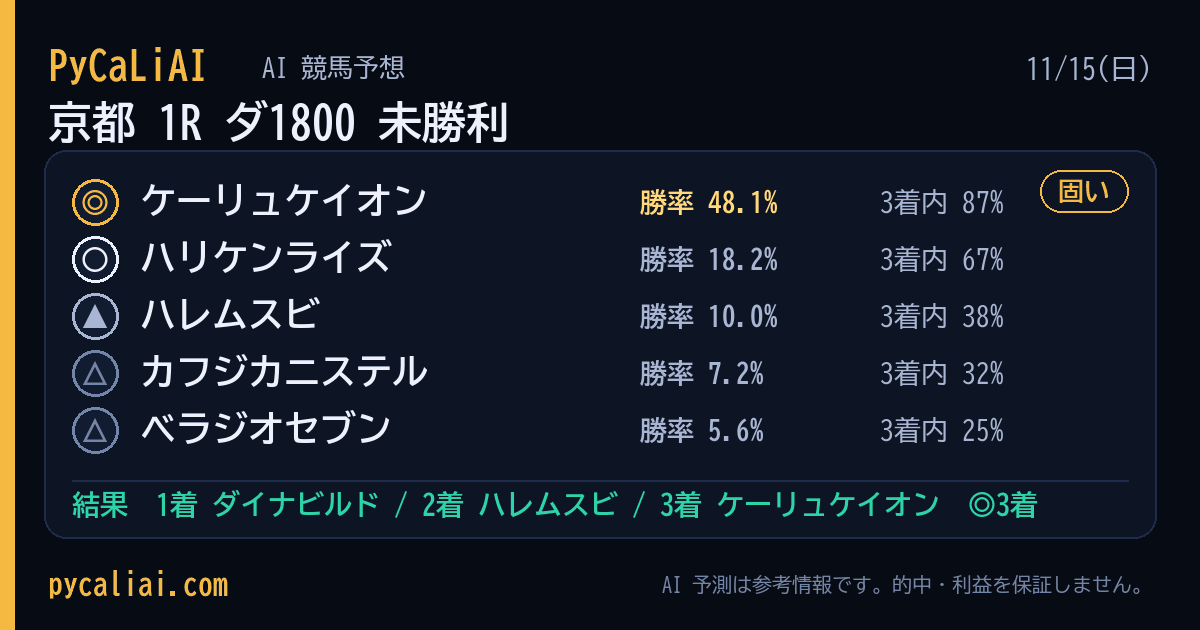 PyCaLiAI AI 競馬予想 11/15(日)
京都 1R ダ1800 未勝利
◎ ケーリュケイオン 勝率 48.1% 3着内 87% 固い
○ ハリケンライズ 勝率 18.2% 3着内 67%
▲ ハレムスビ 勝率 10.0% 3着内 38%
△ カフジカニステル 勝率 7.2% 3着内 32%
△ ベラジオセブン 勝率 5.6% 3着内 25%
結果 1着 ダイナビルド / 2着 ハレムスビ / 3着 ケーリュケイオン ◎3着
pycaliai.com AI 予測は参考情報です。的中・利益を保証しません。